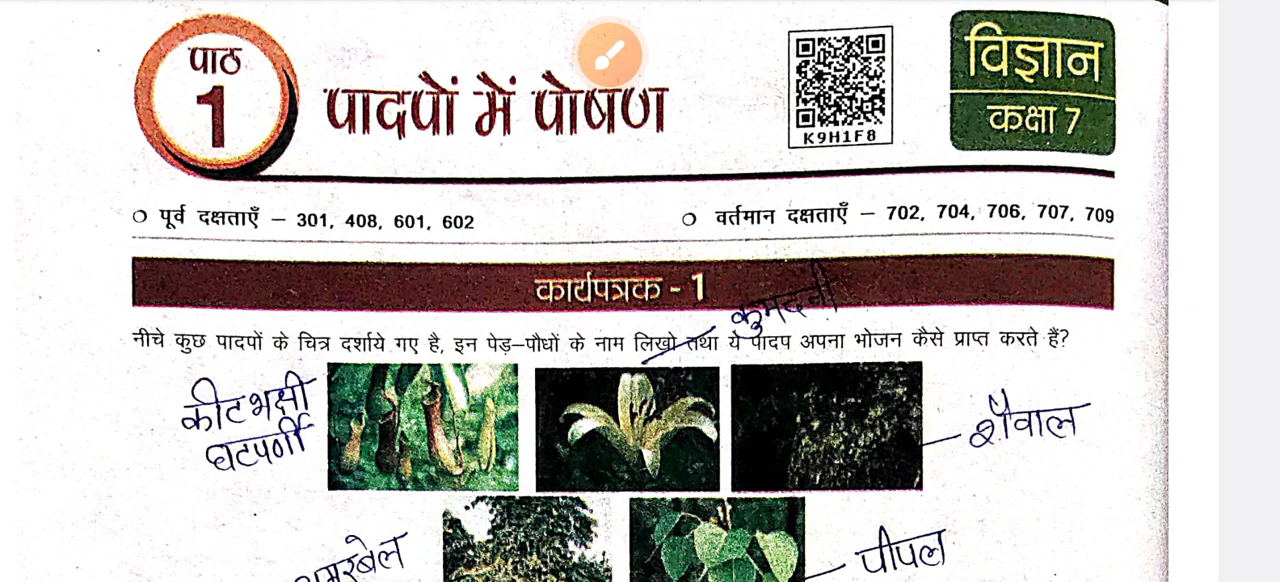 पाठ
1
पादपों में पोषण
K9H1F8
विज्ञान
कक्षा 7
पूर्व दक्षताएँ – 301, 408, 601, 602
वर्तमान दक्षताएँ – 702, 704, 706, 707, 709
कार्यपत्रक - 1
कुमदनी
नीचे कुछ पादपों के चित्र दर्शाये गए है, इन पेड़–पौधों के नाम लिखो तथा ये पादप अपना भोजन कैसे प्राप्त करते हैं?
कीटभक्षी
घटपर्णी
शैवाल
अमरबेल
पीपल